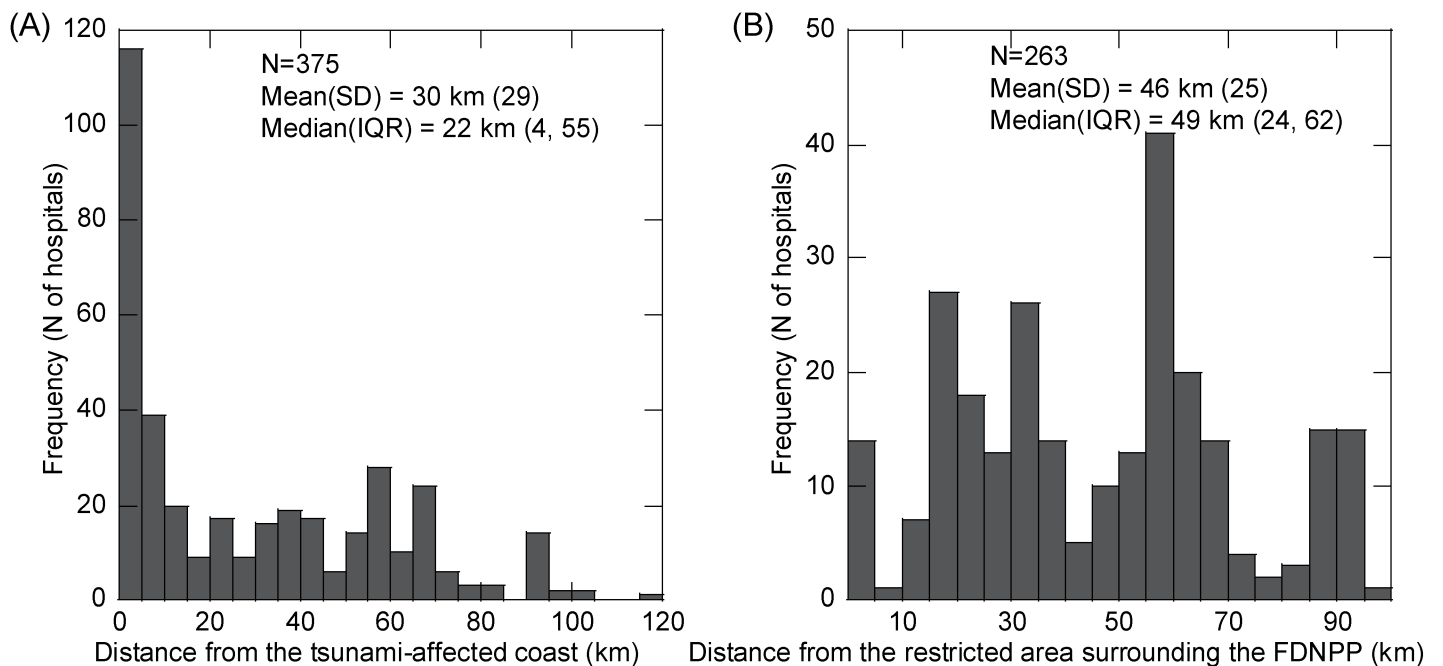 (A)
120
100
80
60
40
20
0
Frequency (N of hospitals)
N=375
Mean(SD) = 30 km (29)
Median(IQR) = 22 km (4, 55)
0 20 40 60 80 100 120
Distance from the tsunami-affected coast (km)
(B)
50
40
30
20
10
0
Frequency (N of hospitals)
N=263
Mean(SD) = 46 km (25)
Median(IQR) = 49 km (24, 62)
10 30 50 70 90
Distance from the restricted area surrounding the FDNPP (km)